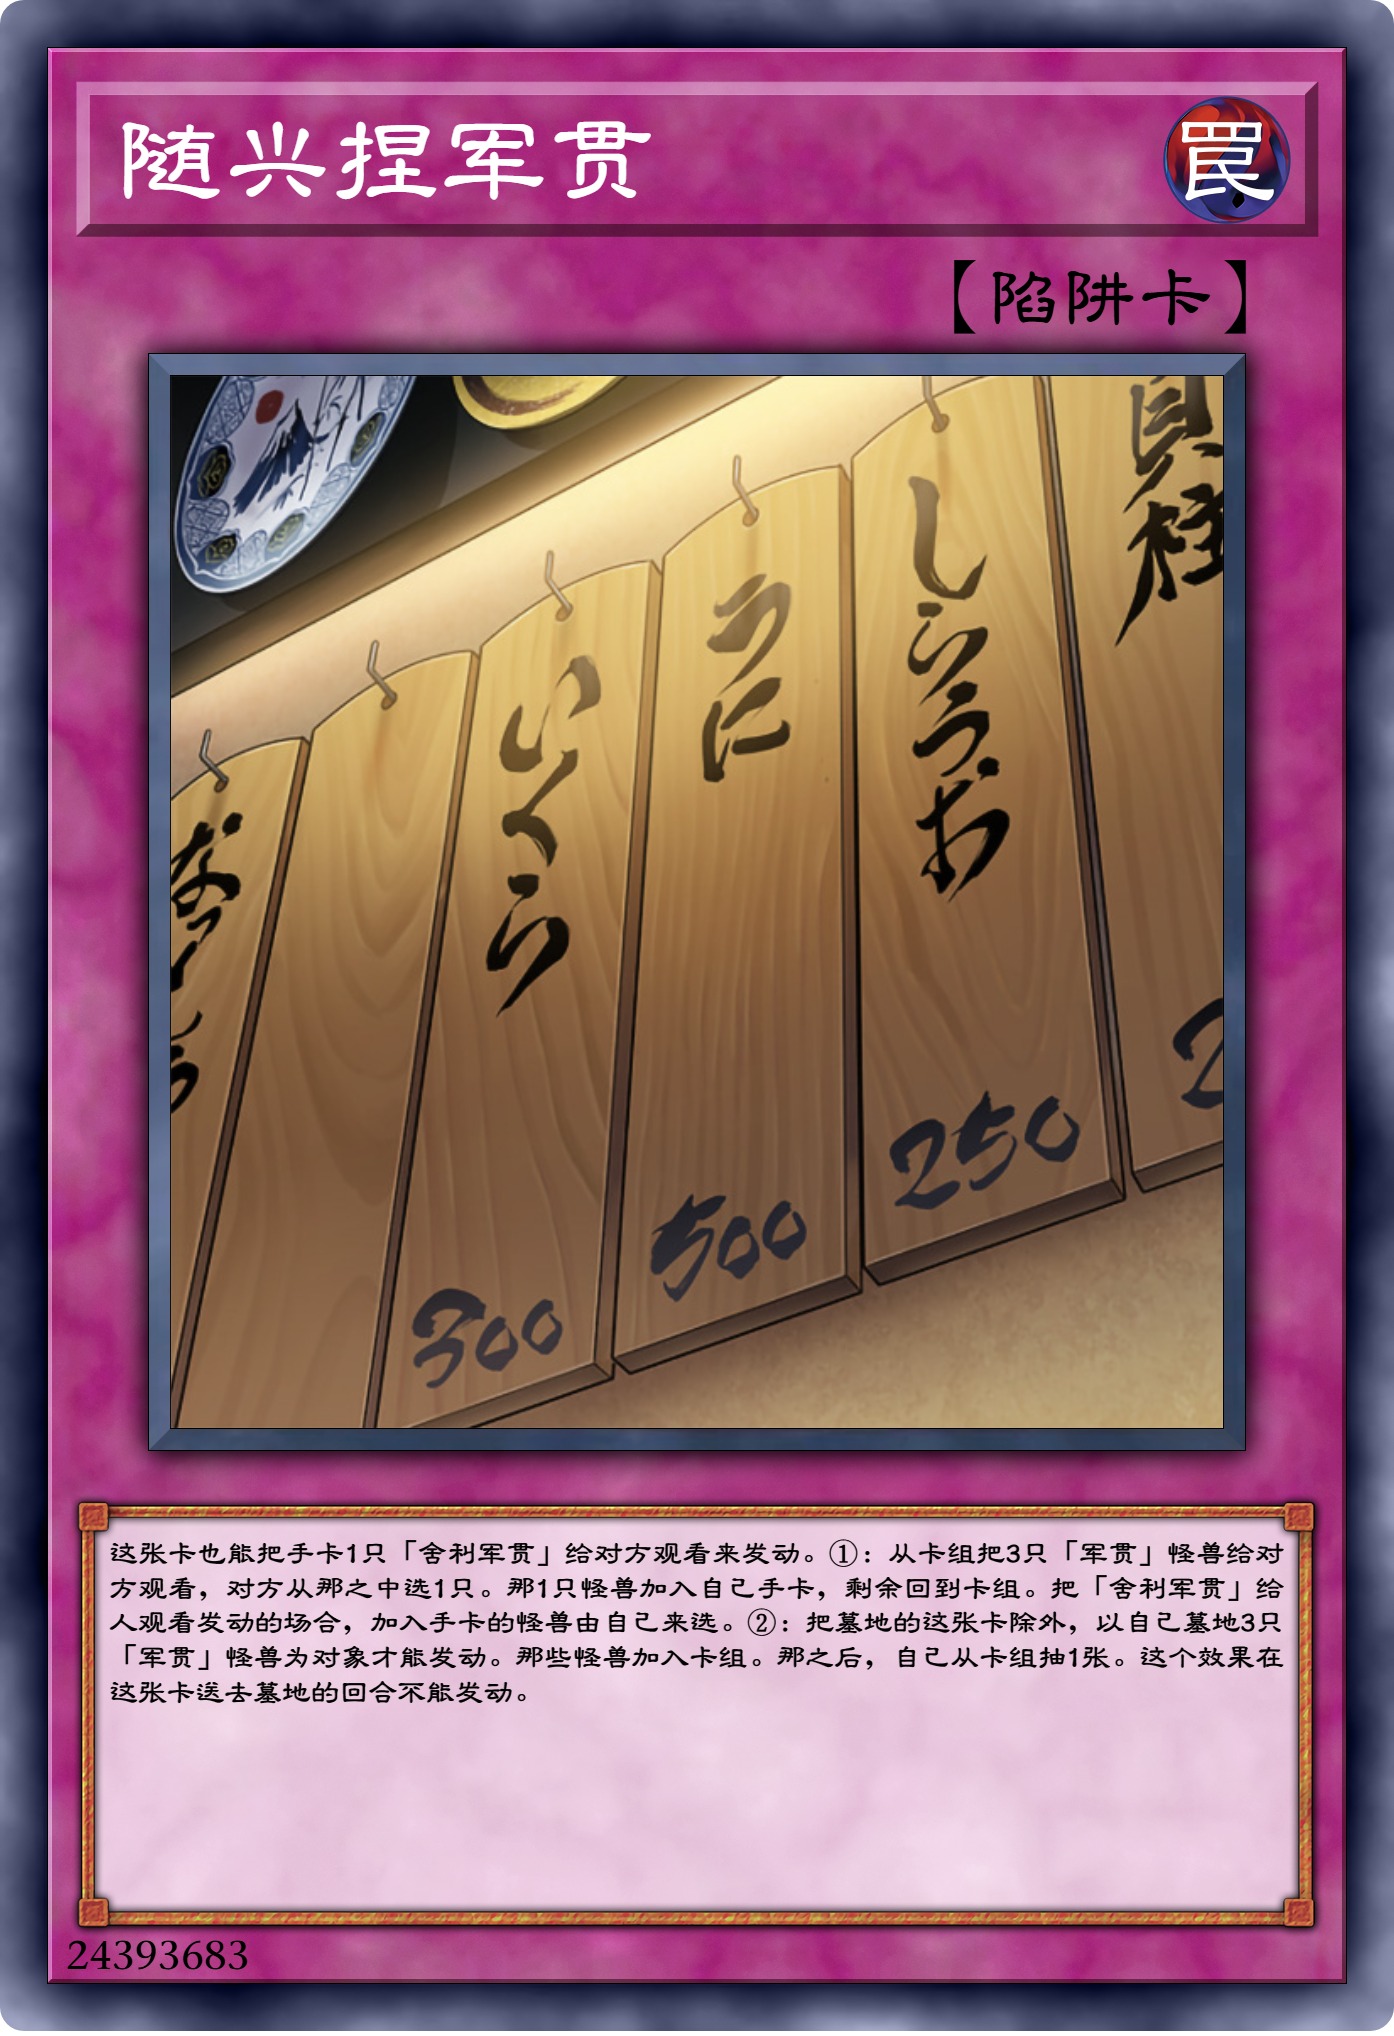 随兴捏军贯
罠
【陷阱卡】
貝柱
しらうお
うに
いくら
250
500
300
这张卡也能把手卡1只「舍利军贯」给对方观看来发动。①：从卡组把3只「军贯」怪兽给对
方观看，对方从那之中选1只。那1只怪兽加入自己手卡，剩余回到卡组。把「舍利军贯」给
人观看发动的场合，加入手卡的怪兽由自己来选。②：把墓地的这张卡除外，以自己墓地3只
「军贯」怪兽为对象才能发动。那些怪兽加入卡组。那之后，自己从卡组抽1张。这个效果在
这张卡送去墓地的回合不能发动。
24393683